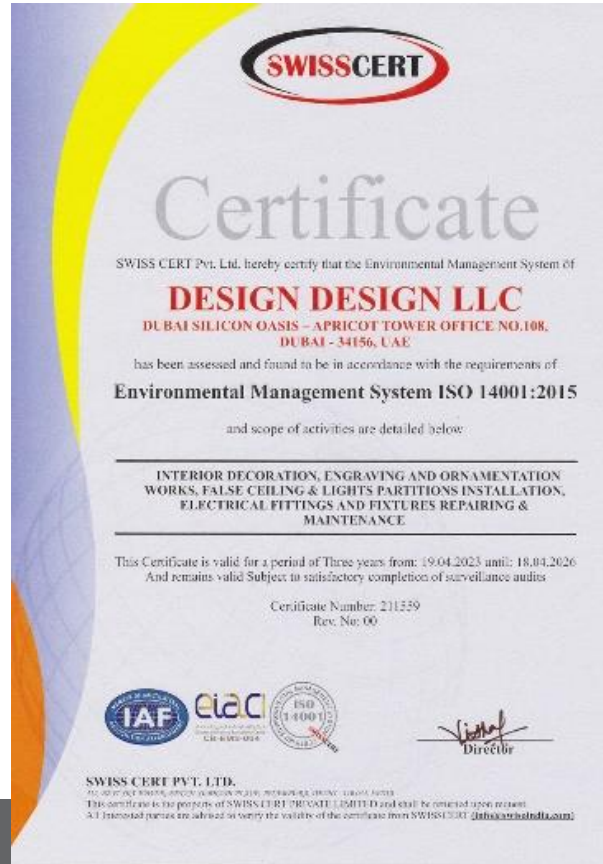 SWISSCERT
Certificate
SWISS CERT Pvt. Ltd. hereby certify that the Environmental Management System of
DESIGN DESIGN LLC
DUBAI SILICON OASIS – APRICOT TOWER OFFICE NO.108,
DUBAI - 34156, UAE
has been assessed and found to be in accordance with the requirements of
Environmental Management System ISO 14001:2015
and scope of activities are detailed below
INTERIOR DECORATION, ENGRAVING AND ORNAMENTATION
WORKS, FALSE CEILING & LIGHTS PARTITIONS INSTALLATION,
ELECTRICAL FITTINGS AND FIXTURES REPAIRING &
MAINTENANCE
This Certificate is valid for a period of Three years from: 19.04.2023 until: 18.04.2026
And remains valid Subject to satisfactory completion of surveillance audits
Certificate Number: 211539
Rev. No: 00
IAF
eiac
ISO
14001
SWISSCERT
Director
SWISS CERT PVT. LTD.
This certificate is the property of SWISS CERT PRIVATE LIMITED and shall be returned upon request.
All Interested parties are advised to verify the validity of the certificate from SWISSCERT (info@swissindia.com)